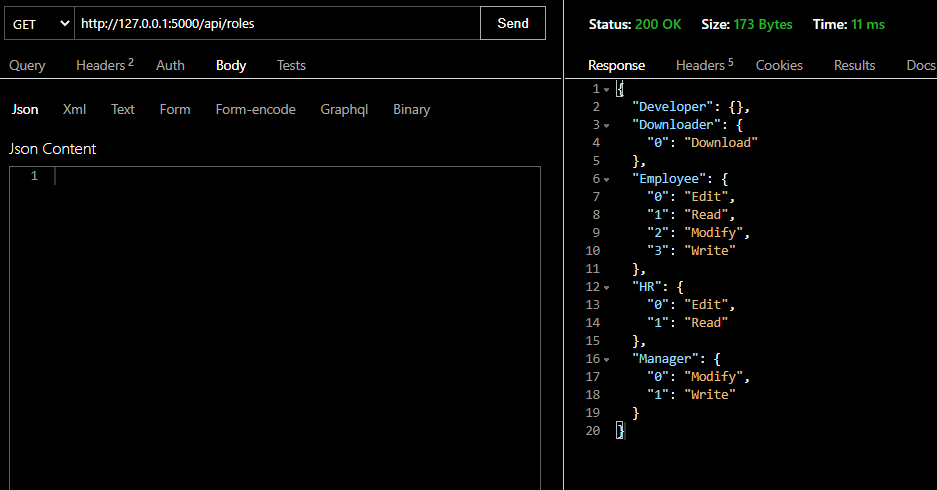 GET http://127.0.0.1:5000/api/roles Send
Query Headers 2 Auth Body Tests
Json Xml Text Form Form-encode Graphql Binary
Json Content
1
Status: 200 OK Size: 173 Bytes Time: 11 ms
Response Headers 5 Cookies Results Docs
1 {
2 "Developer": {},
3 "Downloader": {
4 "0": "Download"
5 },
6 "Employee": {
7 "0": "Edit",
8 "1": "Read",
9 "2": "Modify",
10 "3": "Write"
11 },
12 "HR": {
13 "0": "Edit",
14 "1": "Read"
15 },
16 "Manager": {
17 "0": "Modify",
18 "1": "Write"
19 }
20 }